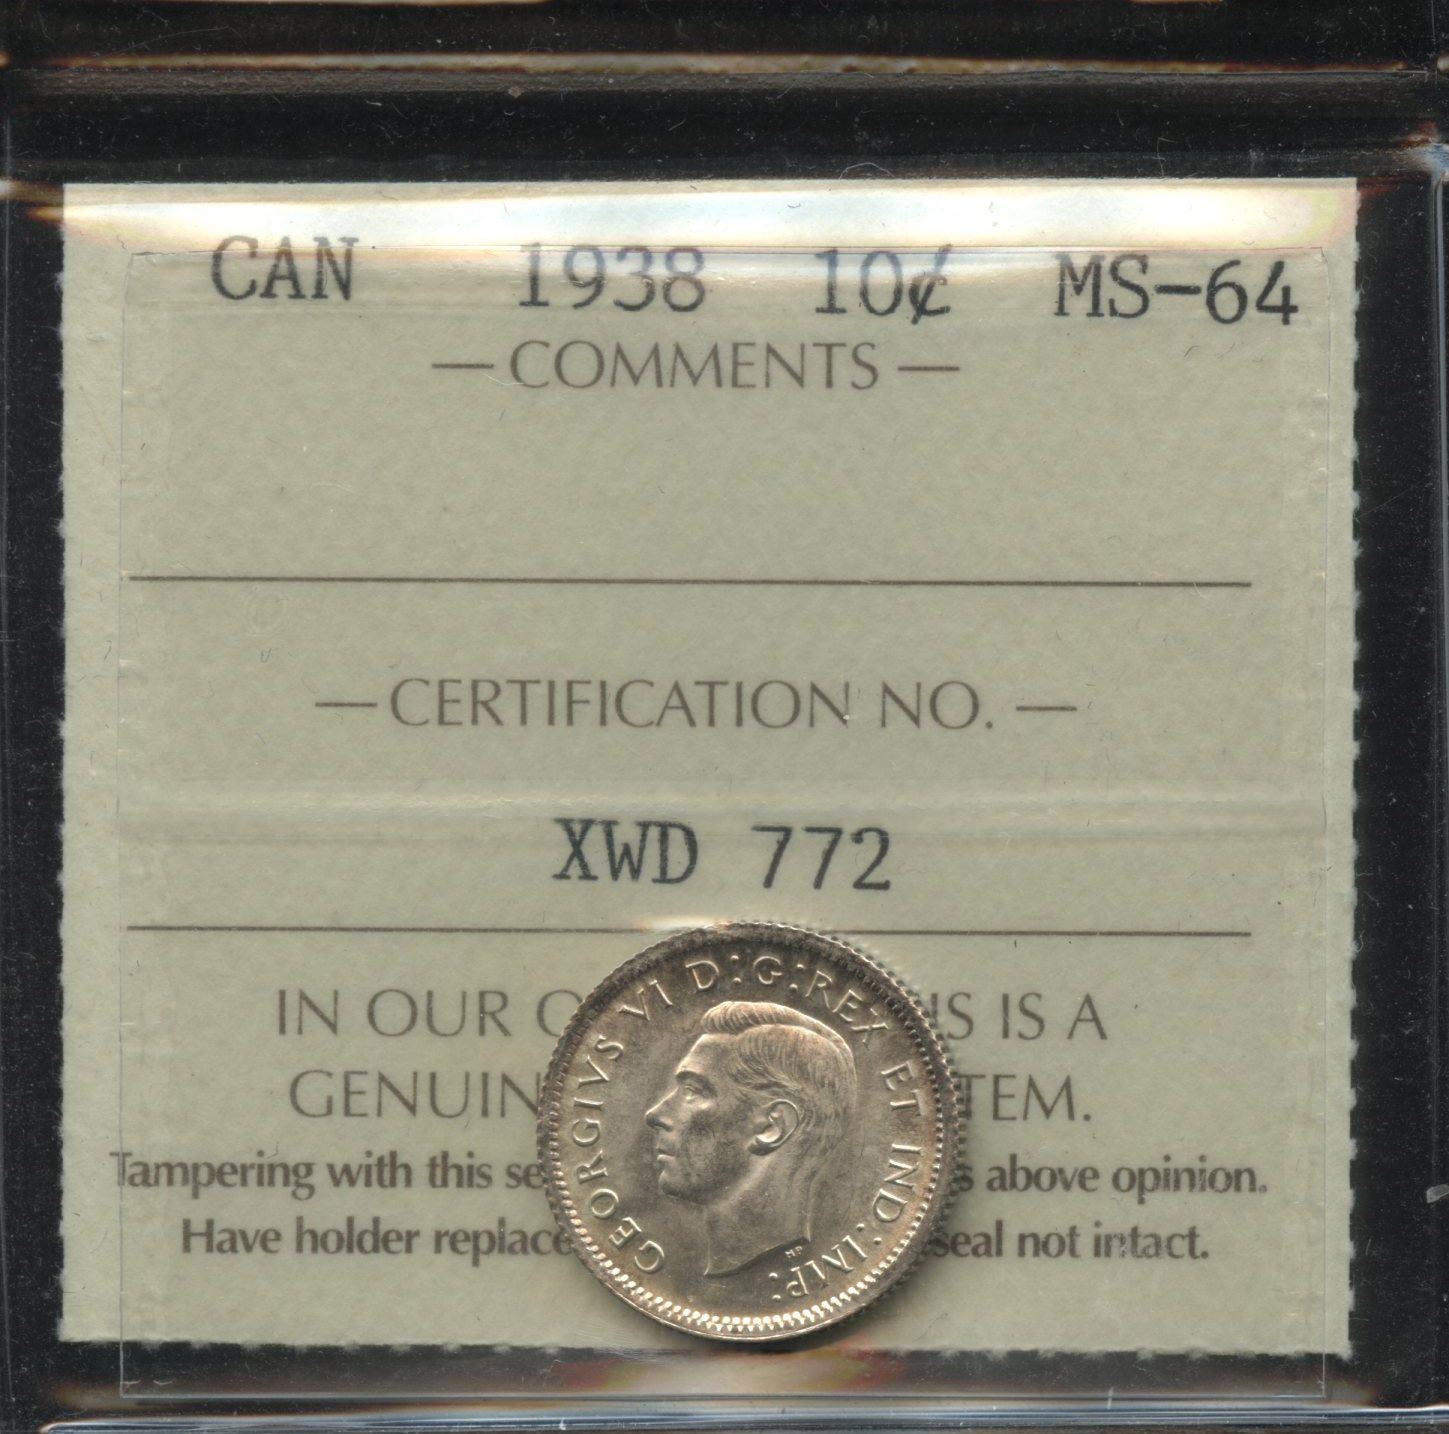 CAN 1938 10¢ MS-64
— COMMENTS —
— CERTIFICATION NO. —
XWD 772
IN OUR O IS IS A
GENUIN TEM.
Tampering with this se s above opinion.
Have holder replace seal not intact.
GEORGIVS VI D:G:REX ET IND:IMP:
HP